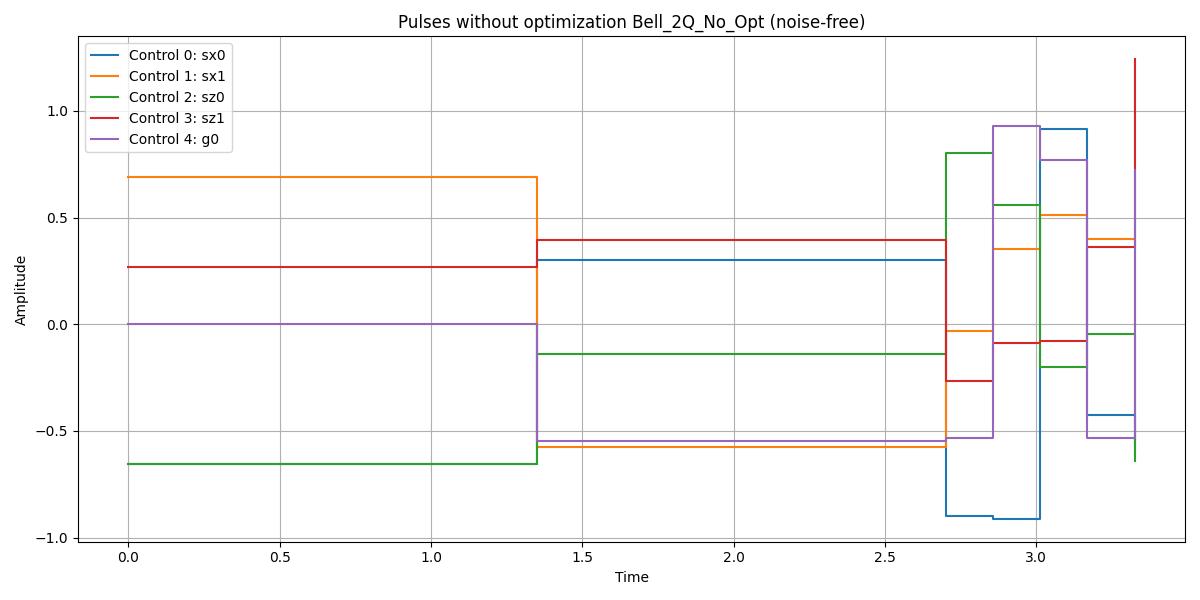 Pulses without optimization Bell_2Q_No_Opt (noise-free)
Control 0: sx0
Control 1: sx1
Control 2: sz0
Control 3: sz1
Control 4: g0
1.0
0.5
0.0
−0.5
−1.0
Amplitude
0.0 0.5 1.0 1.5 2.0 2.5 3.0
Time